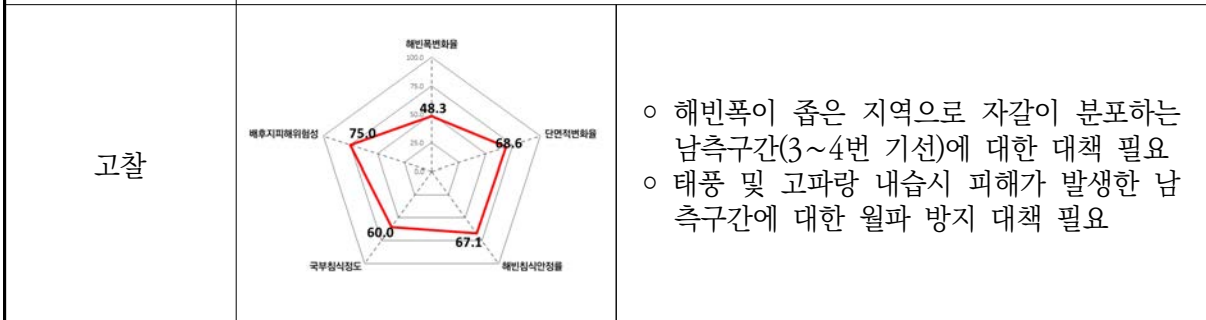 고찰
해빈폭변화율
100.0
75.0
50.0
25.0
0.0
48.3
배후지피해위험성
75.0
단면적변화율
68.6
60.0
67.1
국부침식정도
해빈침식안정률
◦ 해빈폭이 좁은 지역으로 자갈이 분포하는
남측구간(3～4번 기선)에 대한 대책 필요
◦ 태풍 및 고파랑 내습시 피해가 발생한 남
측구간에 대한 월파 방지 대책 필요